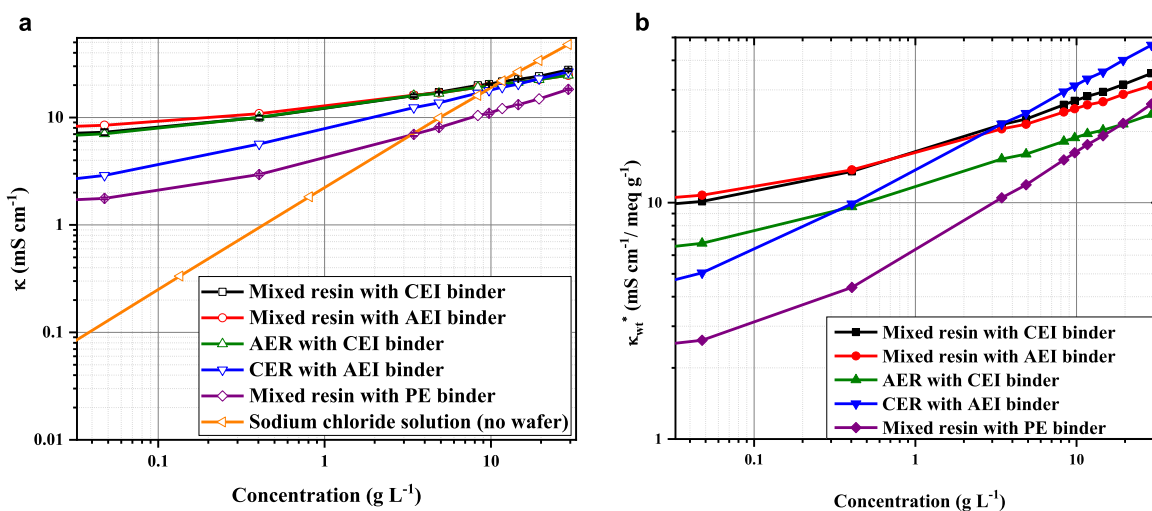 a
10
1
0.1
0.01
κ (mS cm⁻¹)
0.1
1
10
Concentration (g L⁻¹)
Mixed resin with CEI binder
Mixed resin with AEI binder
AER with CEI binder
CER with AEI binder
Mixed resin with PE binder
Sodium chloride solution (no wafer)
b
10
1
κwt* (mS cm⁻¹/ meq g⁻¹)
0.1
1
10
Concentration (g L⁻¹)
Mixed resin with CEI binder
Mixed resin with AEI binder
AER with CEI binder
CER with AEI binder
Mixed resin with PE binder